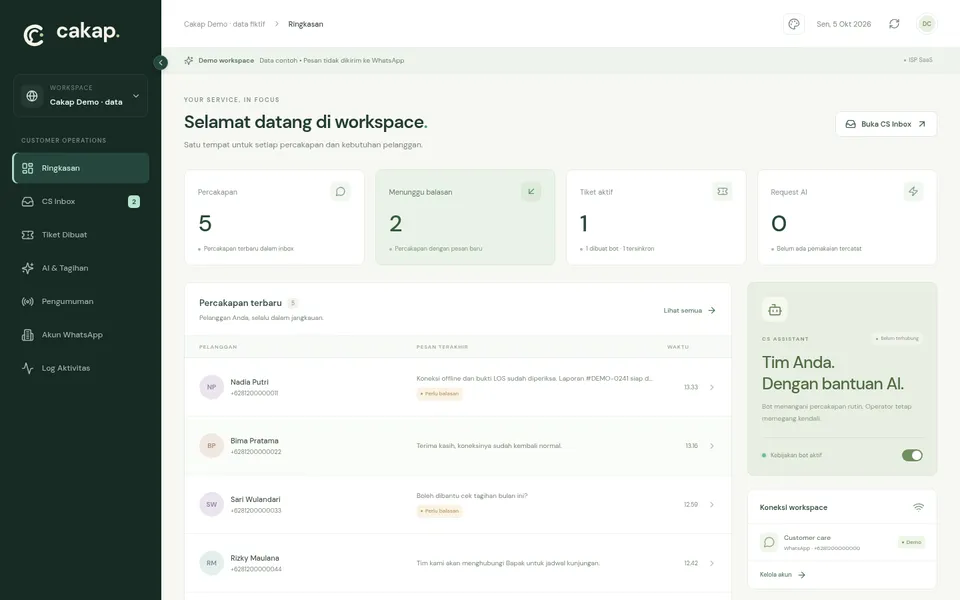 cakap.
WORKSPACE
Cakap Demo · data
CUSTOMER OPERATIONS
Ringkasan
CS Inbox 2
Tiket Dibuat
AI & Tagihan
Pengumuman
Akun WhatsApp
Log Aktivitas
Cakap Demo · data fiktif > Ringkasan
Sen, 5 Okt 2026
DC
Demo workspace Data contoh • Pesan tidak dikirim ke WhatsApp
• ISP SaaS
YOUR SERVICE, IN FOCUS
Selamat datang di workspace.
Satu tempat untuk setiap percakapan dan kebutuhan pelanggan.
Buka CS Inbox
Percakapan
5
Percakapan terbaru dalam inbox
Menunggu balasan
2
Percakapan dengan pesan baru
Tiket aktif
1
1 dibuat bot · 1 tersinkron
Request AI
0
Belum ada pemakaian tercatat
Percakapan terbaru 5
Pelanggan Anda, selalu dalam jangkauan.
Lihat semua
PELANGGAN PESAN TERAKHIR WAKTU
NP Nadia Putri
+6281200000011
Koneksi offline dan bukti LOS sudah diperiksa. Laporan #DEMO-0241 siap d...
Perlu balasan
13.33
BP Bima Pratama
+6281200000022
Terima kasih, koneksinya sudah kembali normal.
13.16
SW Sari Wulandari
+6281200000033
Boleh dibantu cek tagihan bulan ini?
Perlu balasan
12.59
RM Rizky Maulana
+6281200000044
Tim kami akan menghubungi Bapak untuk jadwal kunjungan.
12.42
CS ASSISTANT
Belum terhubung
Tim Anda.
Dengan bantuan AI.
Bot menangani percakapan rutin. Operator tetap
memegang kendali.
Kebijakan bot aktif
Koneksi workspace
Customer care
WhatsApp · +6281200000000
Demo
Kelola akun